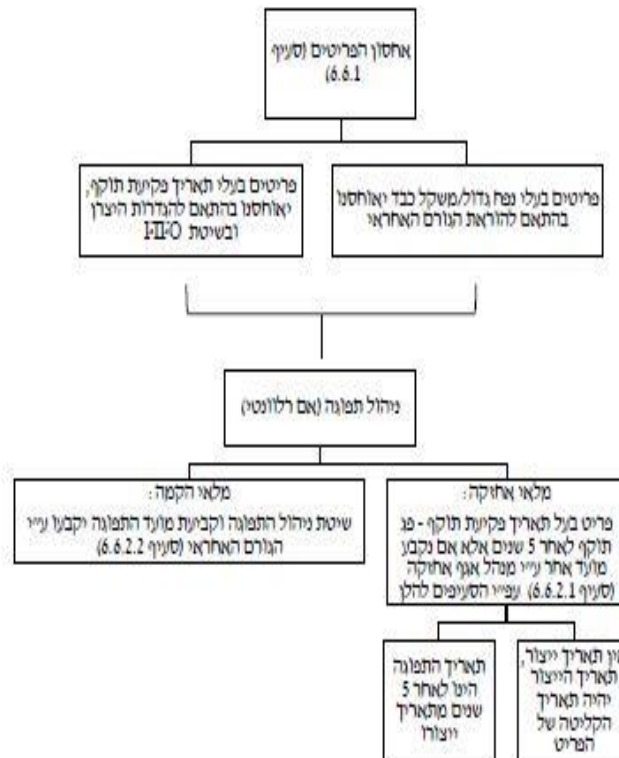 אחסון הפריטים (סעיף
6.6.1)
פריטים בעלי נפח גדול/משקל כבד יאוחסנו
בהתאם להוראת הגורם האחראי
פריטים בעלי תאריך פקיעת תוקף,
יאוחסנו בהתאם להגדרות היצרן
ובשיטת FIFO
ניהול תפוגה (אם רלוונטי)
מלאי אחזקה:
פריט בעל תאריך פקיעת תוקף - פג
תוקף לאחר 5 שנים אלא אם נקבע
מועד אחר ע״י מנהל אגף אחזקה
(סעיף 6.6.2.1) עפ״י הסעיפים להלן
מלאי הקמה:
שיטת ניהול התפוגה וקביעת מועד התפוגה יקבעו ע״י
הגורם האחראי (סעיף 6.6.2.2)
תאריך ייצור,
תאריך הייצור
יהיה תאריך
הקליטה של
הפריט
תאריך התפוגה
הינו לאחר 5
שנים מתאריך
ייצורו